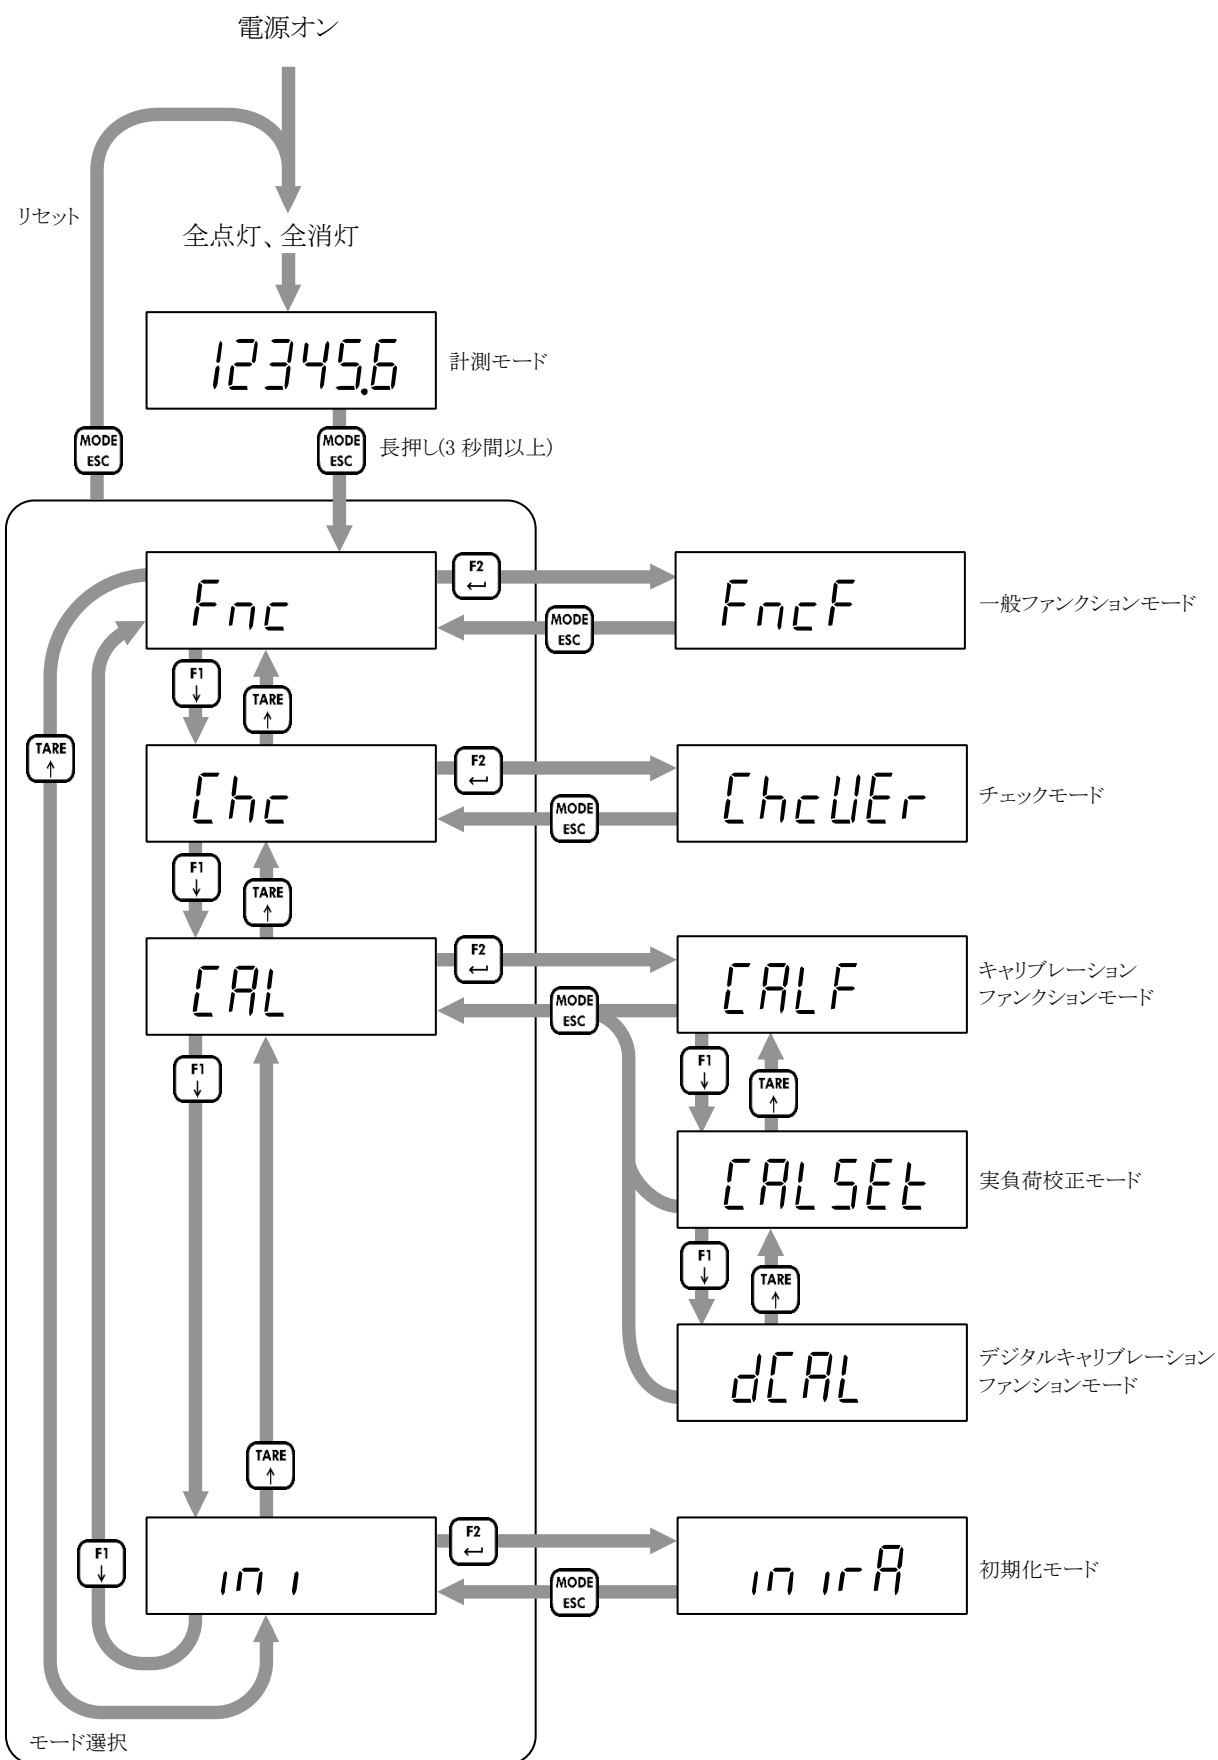 電源オン
リセット
全点灯、全消灯
12345.6
計測モード
MODE
ESC
MODE
ESC
長押し(3 秒間以上)
Fnc
F2
←
MODE
ESC
FncF
一般ファンクションモード
F1
↓
TARE
↑
TARE
↑
Chc
F2
←
MODE
ESC
ChcVEr
チェックモード
F1
↓
TARE
↑
CAL
F2
←
MODE
ESC
CALF
キャリブレーション
ファンクションモード
F1
↓
F1
↓
TARE
↑
CALSEt
実負荷校正モード
F1
↓
TARE
↑
dCAL
デジタルキャリブレーション
ファンションモード
TARE
↑
F1
↓
ini
F2
←
MODE
ESC
inirA
初期化モード
モード選択